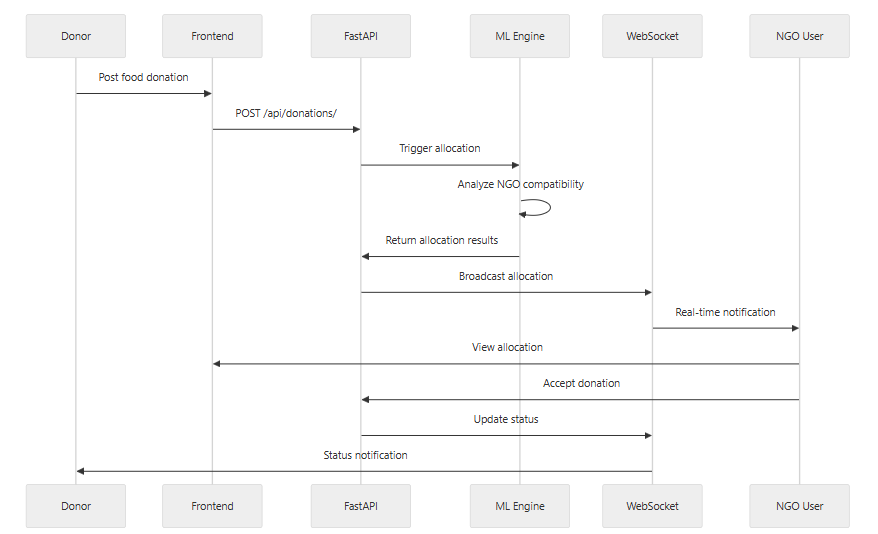 Donor
Frontend
FastAPI
ML Engine
WebSocket
NGO User
Post food donation
POST /api/donations/
Trigger allocation
Analyze NGO compatibility
Return allocation results
Broadcast allocation
Real-time notification
View allocation
Accept donation
Update status
Status notification
Donor
Frontend
FastAPI
ML Engine
WebSocket
NGO User